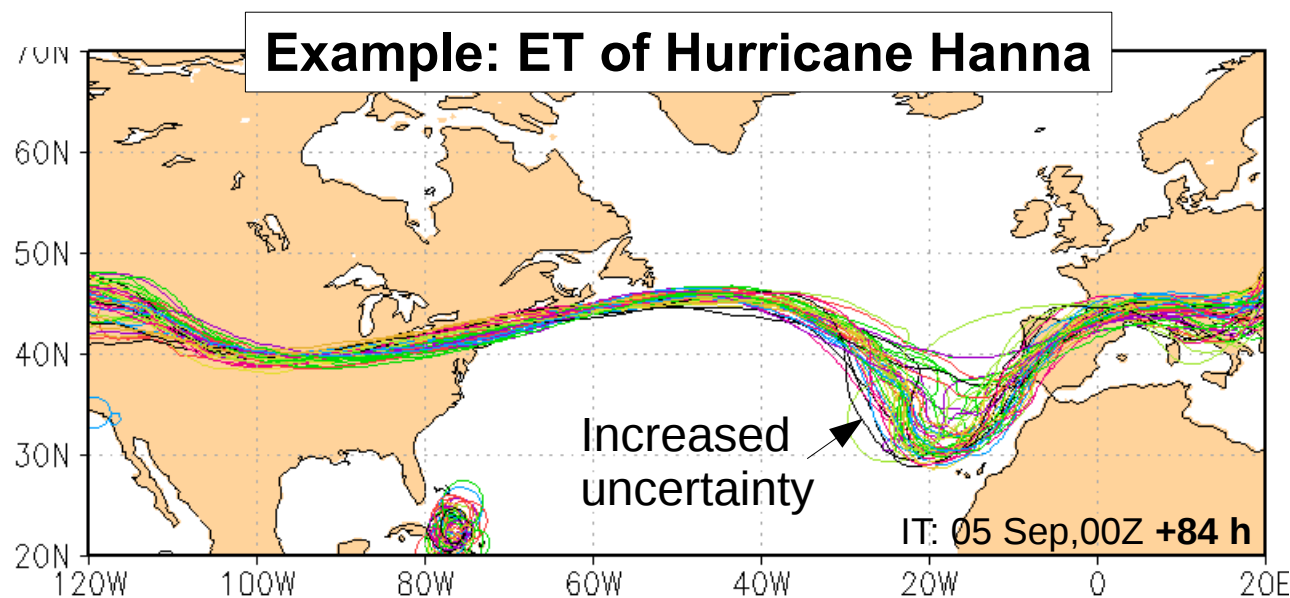 Example: ET of Hurricane Hanna
70N
60N
50N
40N
30N
20N
Increased
uncertainty
IT: 05 Sep,00Z +84 h
120W 100W 80W 60W 40W 20W 0 20E